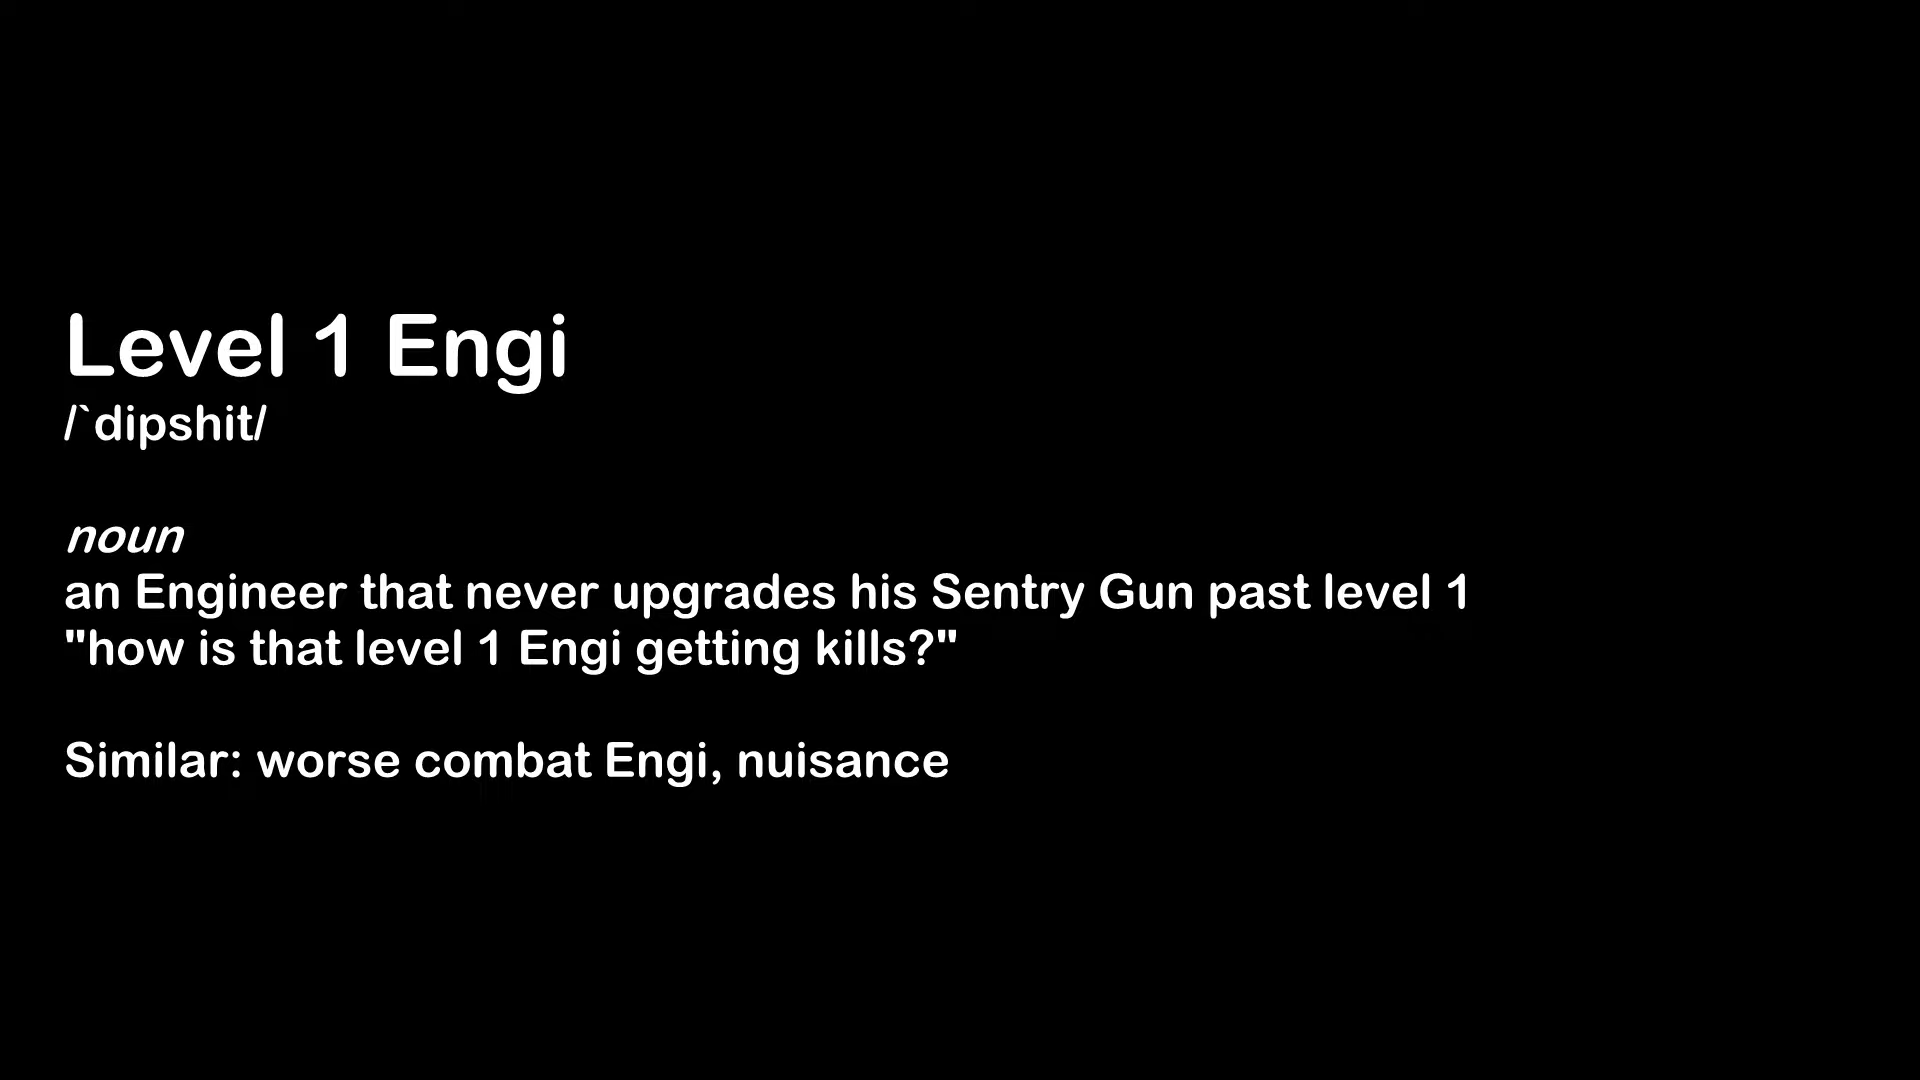 Level 1 Engi
/`dipshit/
noun
an Engineer that never upgrades his Sentry Gun past level 1
"how is that level 1 Engi getting kills?"
Similar: worse combat Engi, nuisance